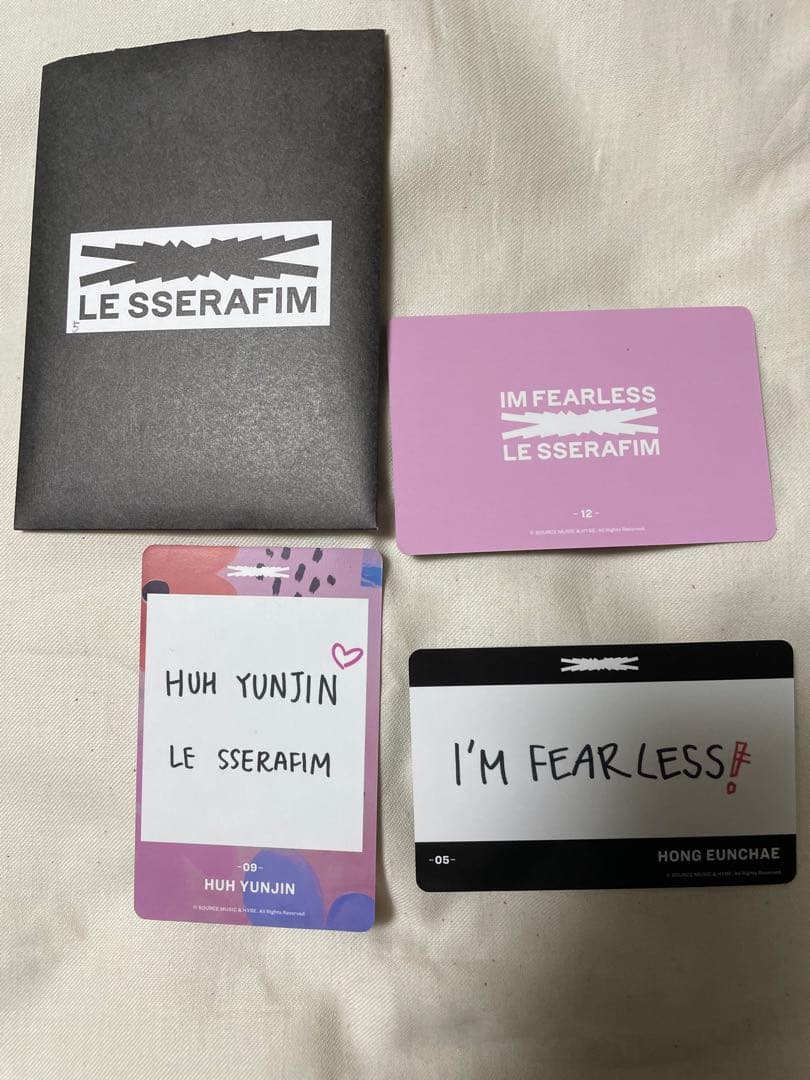 LE SSERAFIM
5
IM FEARLESS
LE SSERAFIM
-12-
© SOURCE MUSIC & HYBE. All Rights Reserved.
HUH YUNJIN
LE SSERAFIM
-09-
HUH YUNJIN
© SOURCE MUSIC & HYBE. All Rights Reserved.
I'M FEARLESS!
-05-
HONG EUNCHAE
© SOURCE MUSIC & HYBE. All Rights Reserved.